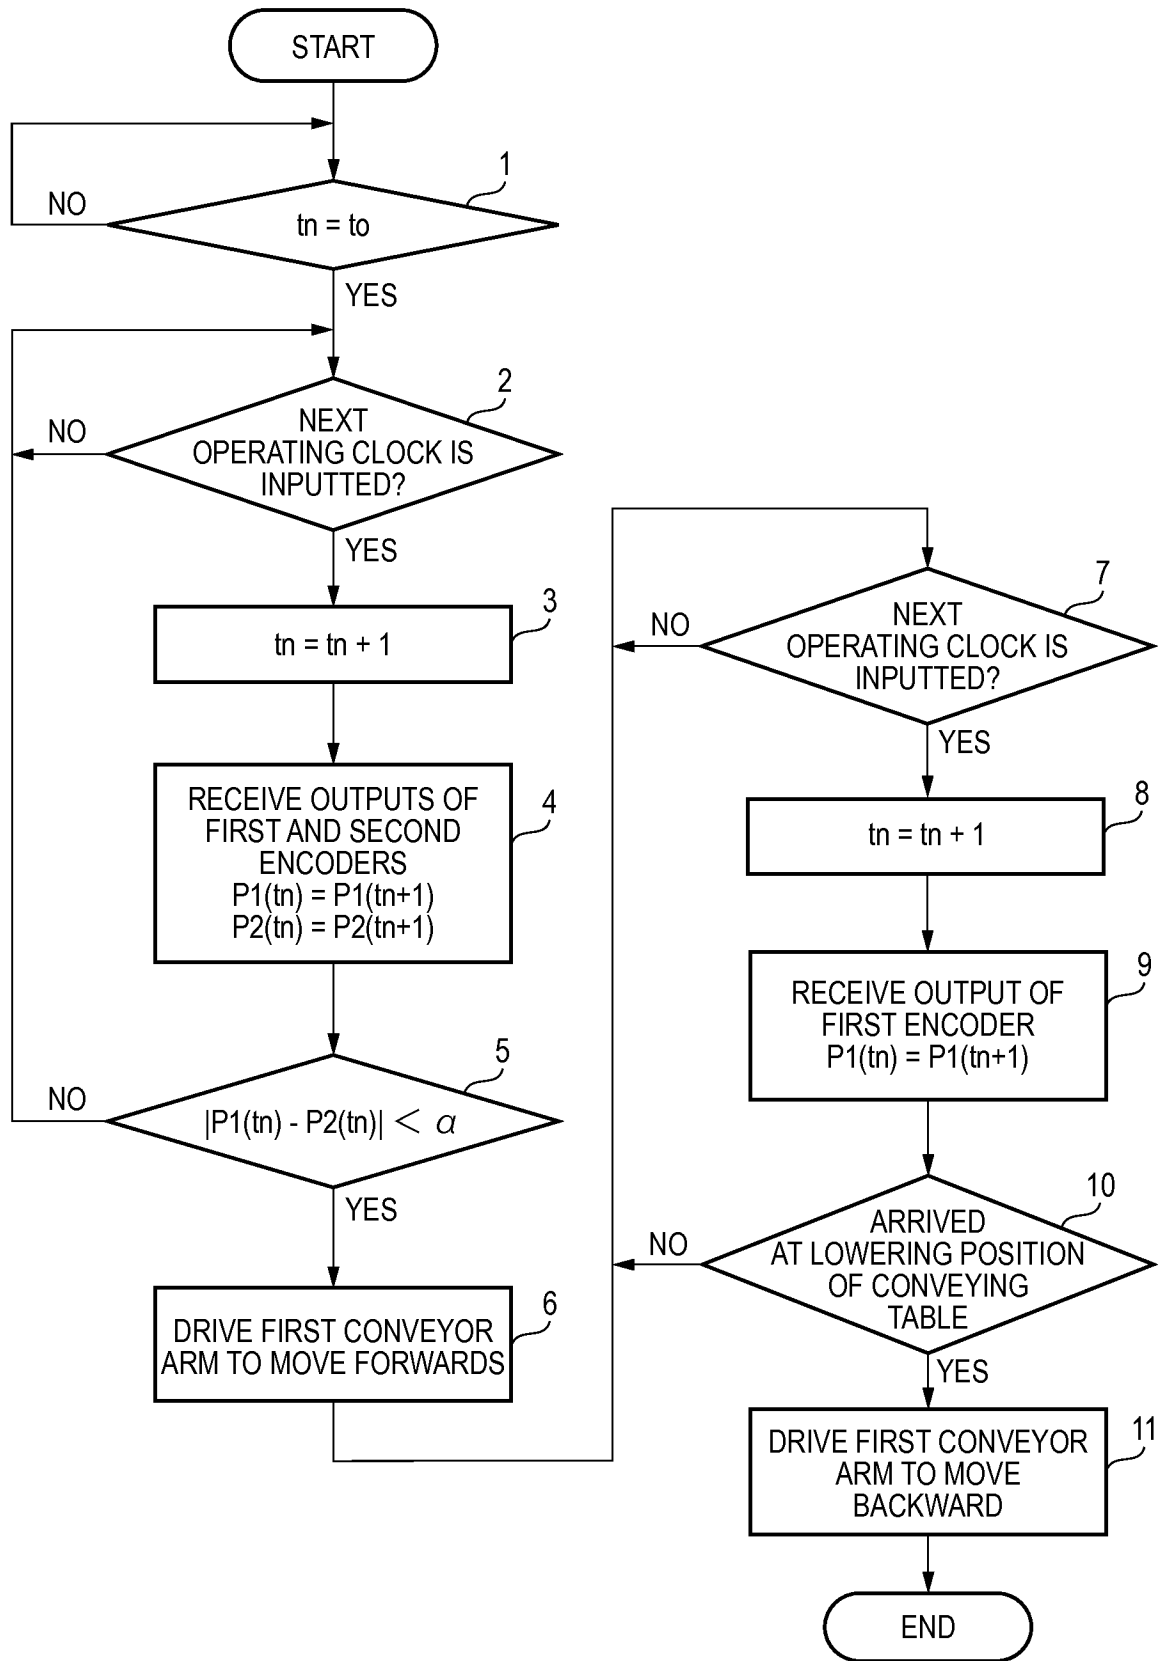 START
1
NO
tn = to
YES
2
NEXT
OPERATING CLOCK IS
INPUTTED?
NO
YES
3
tn = tn + 1
4
RECEIVE OUTPUTS OF
FIRST AND SECOND
ENCODERS
P1(tn) = P1(tn+1)
P2(tn) = P2(tn+1)
5
NO
|P1(tn) - P2(tn)| < α
YES
6
DRIVE FIRST CONVEYOR
ARM TO MOVE FORWARDS
7
NEXT
OPERATING CLOCK IS
INPUTTED?
NO
YES
8
tn = tn + 1
9
RECEIVE OUTPUT OF
FIRST ENCODER
P1(tn) = P1(tn+1)
10
ARRIVED
AT LOWERING POSITION
OF CONVEYING
TABLE
NO
YES
11
DRIVE FIRST CONVEYOR
ARM TO MOVE
BACKWARD
END